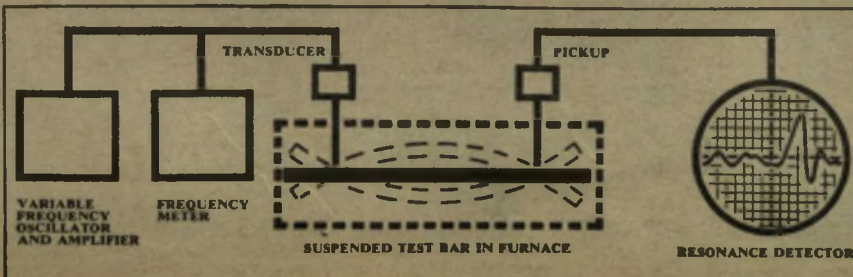 TRANSDUCER
PICKUP
VARIABLE
FREQUENCY
OSCILLATOR
AND AMPLIFIER
FREQUENCY
METER
SUSPENDED TEST BAR IN FURNACE
RESONANCE DETECTOR